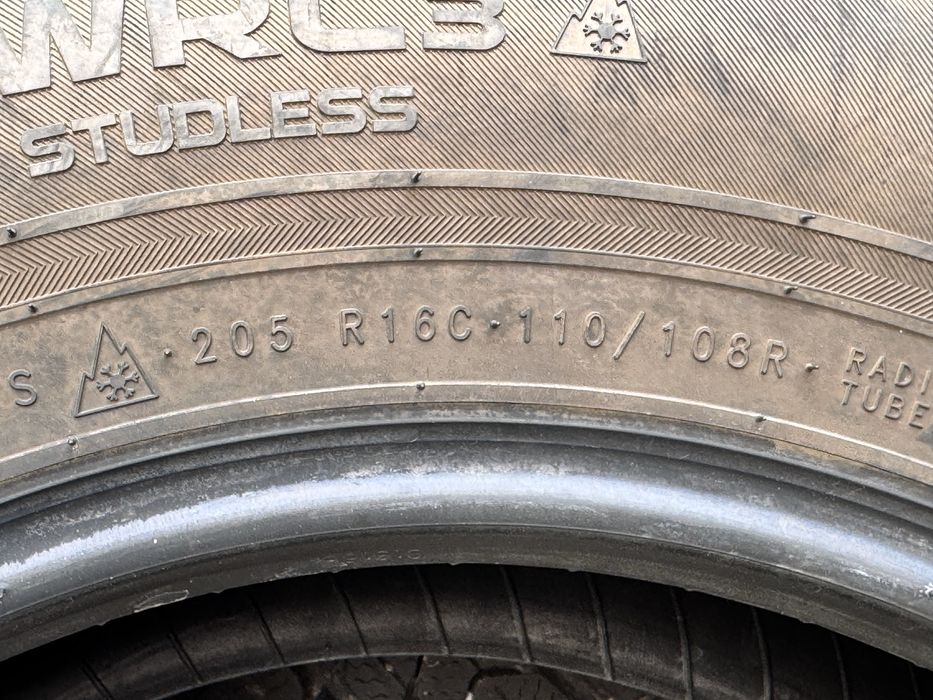 WRC3
STUDLESS
S 205 R16C 110/108R RADI
TUBE